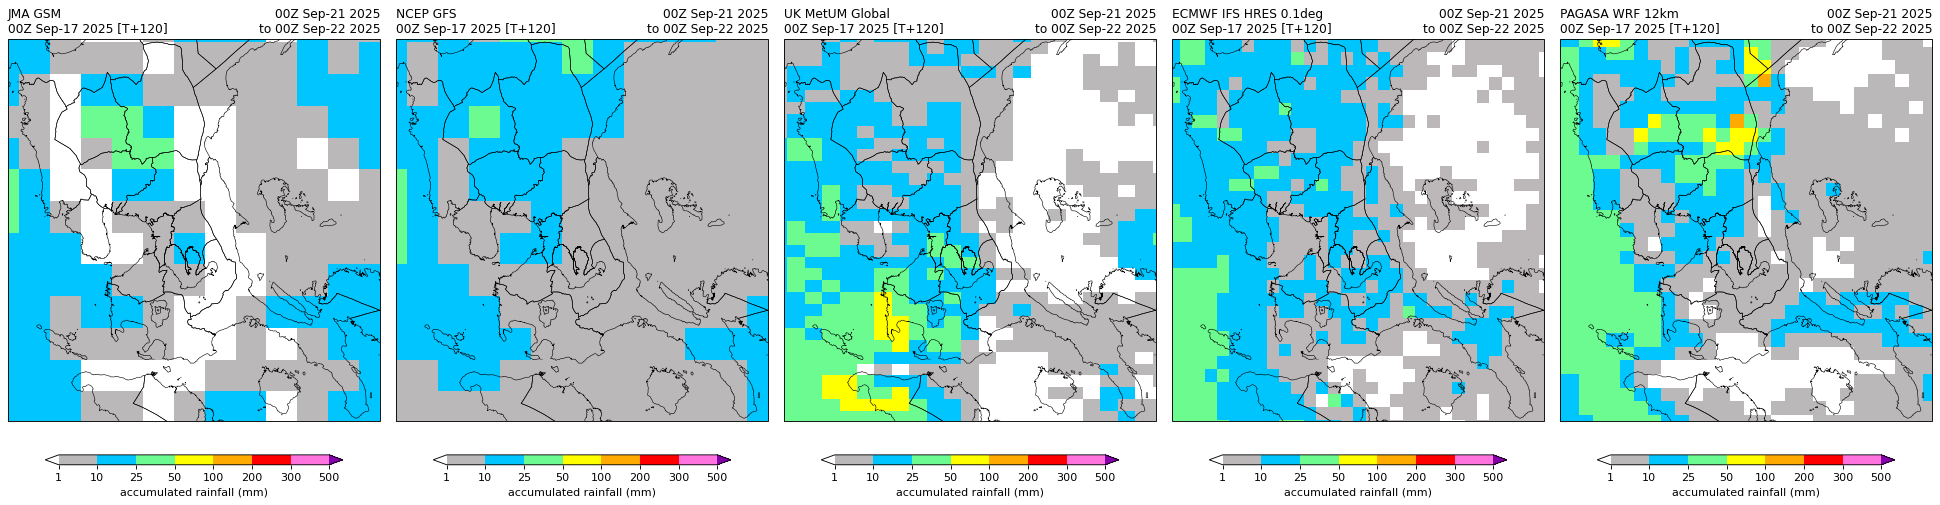 JMA GSM 00Z Sep-21 2025
00Z Sep-17 2025 [T+120] to 00Z Sep-22 2025
1 10 25 50 100 200 300 500
accumulated rainfall (mm)
NCEP GFS 00Z Sep-21 2025
00Z Sep-17 2025 [T+120] to 00Z Sep-22 2025
1 10 25 50 100 200 300 500
accumulated rainfall (mm)
UK MetUM Global 00Z Sep-21 2025
00Z Sep-17 2025 [T+120] to 00Z Sep-22 2025
1 10 25 50 100 200 300 500
accumulated rainfall (mm)
ECMWF IFS HRES 0.1deg 00Z Sep-21 2025
00Z Sep-17 2025 [T+120] to 00Z Sep-22 2025
1 10 25 50 100 200 300 500
accumulated rainfall (mm)
PAGASA WRF 12km 00Z Sep-21 2025
00Z Sep-17 2025 [T+120] to 00Z Sep-22 2025
1 10 25 50 100 200 300 500
accumulated rainfall (mm)